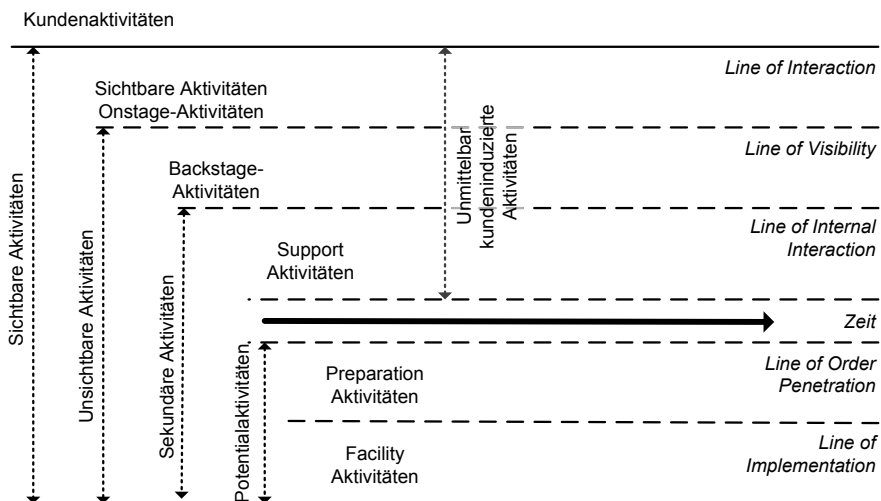 Kundenaktivitäten
Line of Interaction
Sichtbare Aktivitäten
Onstage-Aktivitäten
Line of Visibility
Backstage-
Aktivitäten
Unmittelbar
kundeninduzierte
Aktivitäten
Line of Internal
Interaction
Support
Aktivitäten
Zeit
Sichtbare Aktivitäten
Unsichtbare Aktivitäten
Sekundäre Aktivitäten
Potentialaktivitäten
Line of Order
Penetration
Preparation
Aktivitäten
Line of
Implementation
Facility
Aktivitäten